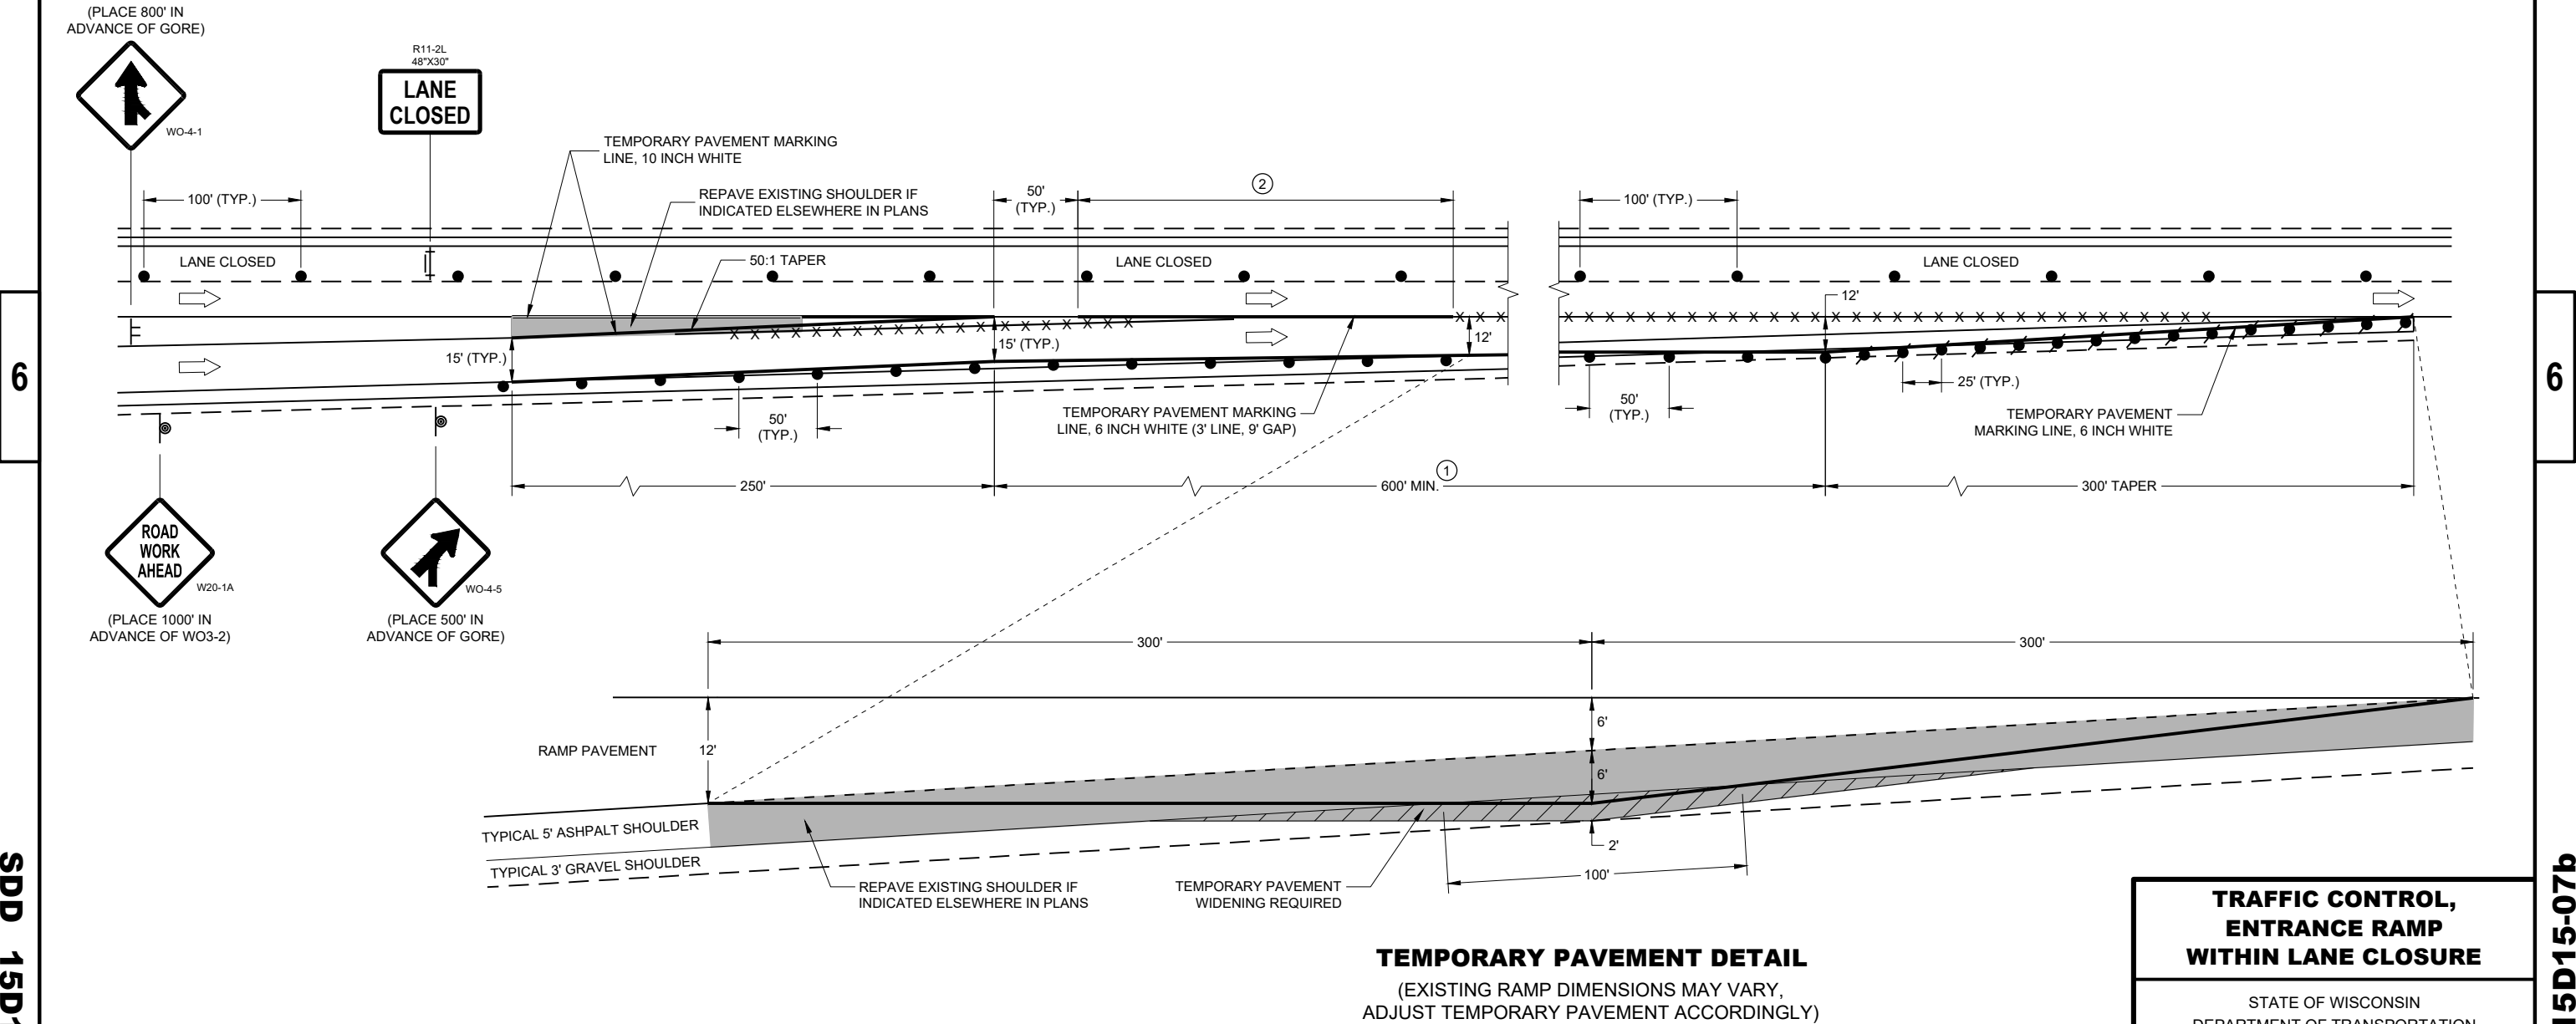 (PLACE 800' IN
ADVANCE OF GORE)
WO-4-1
R11-2L
48"X30"
LANE
CLOSED
TEMPORARY PAVEMENT MARKING
LINE, 10 INCH WHITE
REPAVE EXISTING SHOULDER IF
INDICATED ELSEWHERE IN PLANS
100' (TYP.)
50'
(TYP.)
2
100' (TYP.)
LANE CLOSED
50:1 TAPER
LANE CLOSED
LANE CLOSED
12'
15' (TYP.)
15' (TYP.)
12'
6
6
50'
(TYP.)
TEMPORARY PAVEMENT MARKING
LINE, 6 INCH WHITE (3' LINE, 9' GAP)
50'
(TYP.)
25' (TYP.)
TEMPORARY PAVEMENT
MARKING LINE, 6 INCH WHITE
250'
600' MIN.
1
300' TAPER
ROAD
WORK
AHEAD
W20-1A
(PLACE 1000' IN
ADVANCE OF WO3-2)
WO-4-5
(PLACE 500' IN
ADVANCE OF GORE)
300'
300'
RAMP PAVEMENT
12'
6'
6'
2'
100'
TYPICAL 5' ASHPALT SHOULDER
TYPICAL 3' GRAVEL SHOULDER
REPAVE EXISTING SHOULDER IF
INDICATED ELSEWHERE IN PLANS
TEMPORARY PAVEMENT
WIDENING REQUIRED
TEMPORARY PAVEMENT DETAIL
(EXISTING RAMP DIMENSIONS MAY VARY,
ADJUST TEMPORARY PAVEMENT ACCORDINGLY)
TRAFFIC CONTROL,
ENTRANCE RAMP
WITHIN LANE CLOSURE
STATE OF WISCONSIN
DEPARTMENT OF TRANSPORTATION
SDD 15D1
15D15-07b